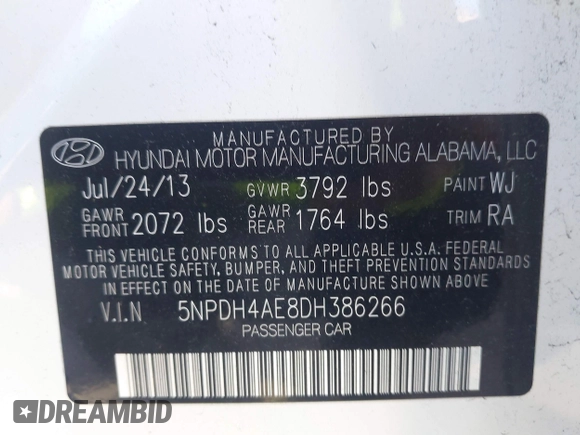 MANUFACTURED BY
HYUNDAI MOTOR MANUFACTURING ALABAMA, LLC
Jul/24/13 GVWR 3792 lbs PAINT WJ
GAWR FRONT 2072 lbs GAWR REAR 1764 lbs TRIM RA
THIS VEHICLE CONFORMS TO ALL APPLICABLE U.S.A. FEDERAL
MOTOR VEHICLE SAFETY, BUMPER, AND THEFT PREVENTION STANDARDS
IN EFFECT ON THE DATE OF MANUFACTURE SHOWN ABOVE
V.I.N 5NPDH4AE8DH386266
PASSENGER CAR
DREAMBID